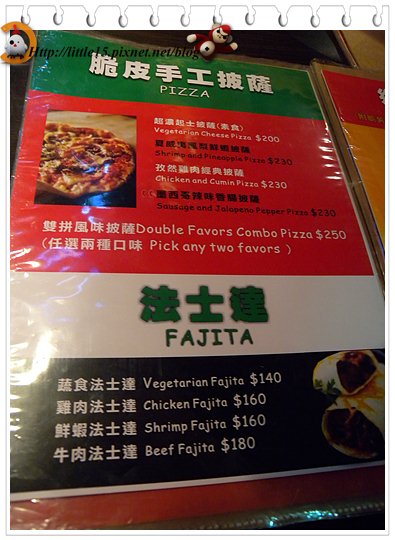 Http://little15.pixnet.net/blog
脆皮手工披薩
PIZZA
超濃起士披薩(素食)
Vegetarian Cheese Pizza $200
夏威夷鳳梨鮮蝦披薩
Shrimp and Pineapple Pizza $230
孜然雞肉經典披薩
Chicken and Cumin Pizza $230
墨西哥辣味香腸披薩
Sausage and Jalapeno Pepper Pizza $230
雙拼風味披薩Double Favors Combo Pizza $250
(任選兩種口味 Pick any two favors )
法士達
FAJITA
蔬食法士達 Vegetarian Fajita $140
雞肉法士達 Chicken Fajita $160
鮮蝦法士達 Shrimp Fajita $160
牛肉法士達 Beef Fajita $180